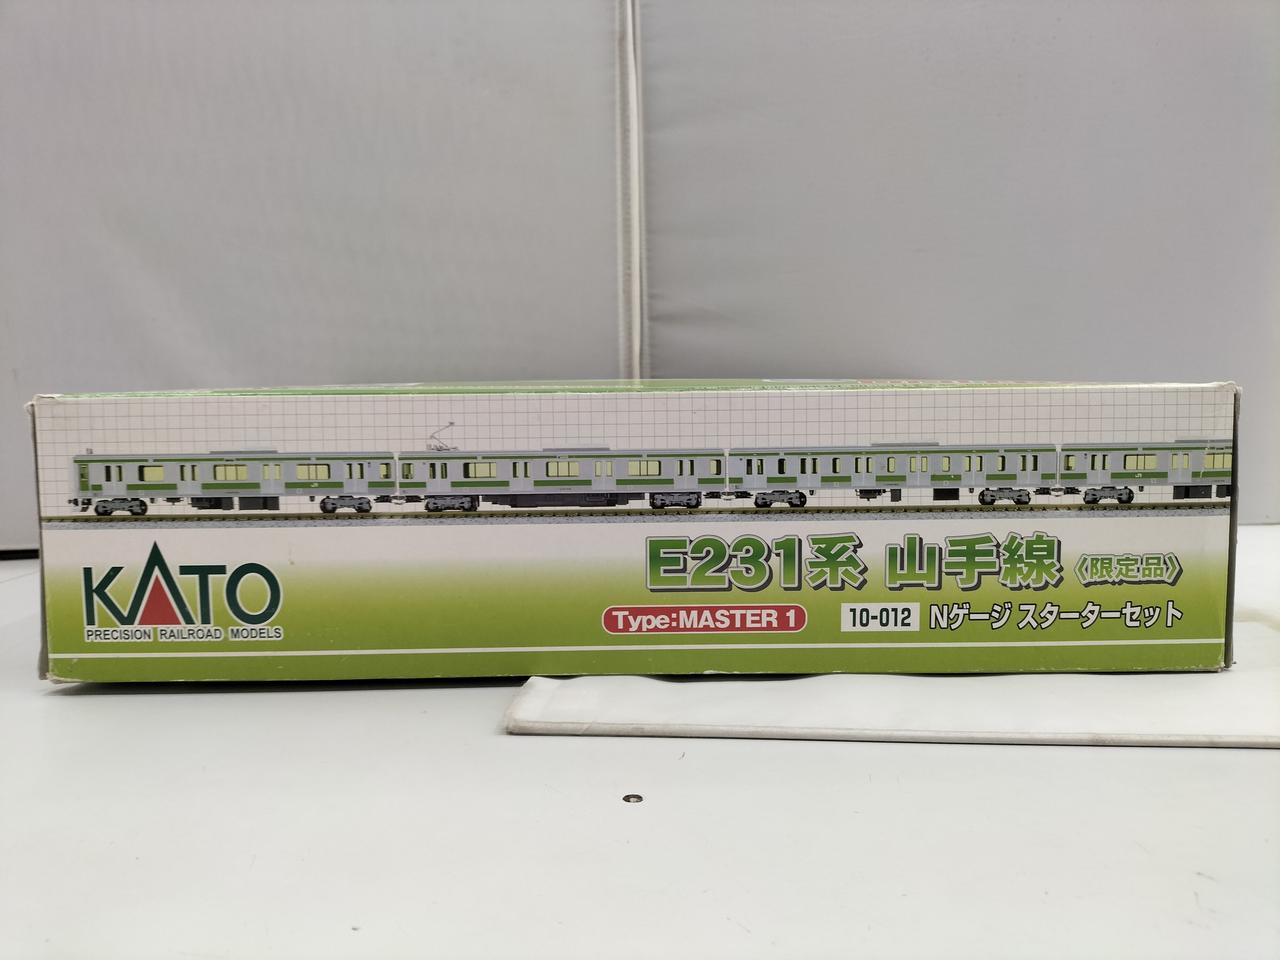 KATO
PRECISION RAILROAD MODELS
E231系 山手線 〈限定品〉
Type:MASTER 1
10-012 Nゲージ スターターセット